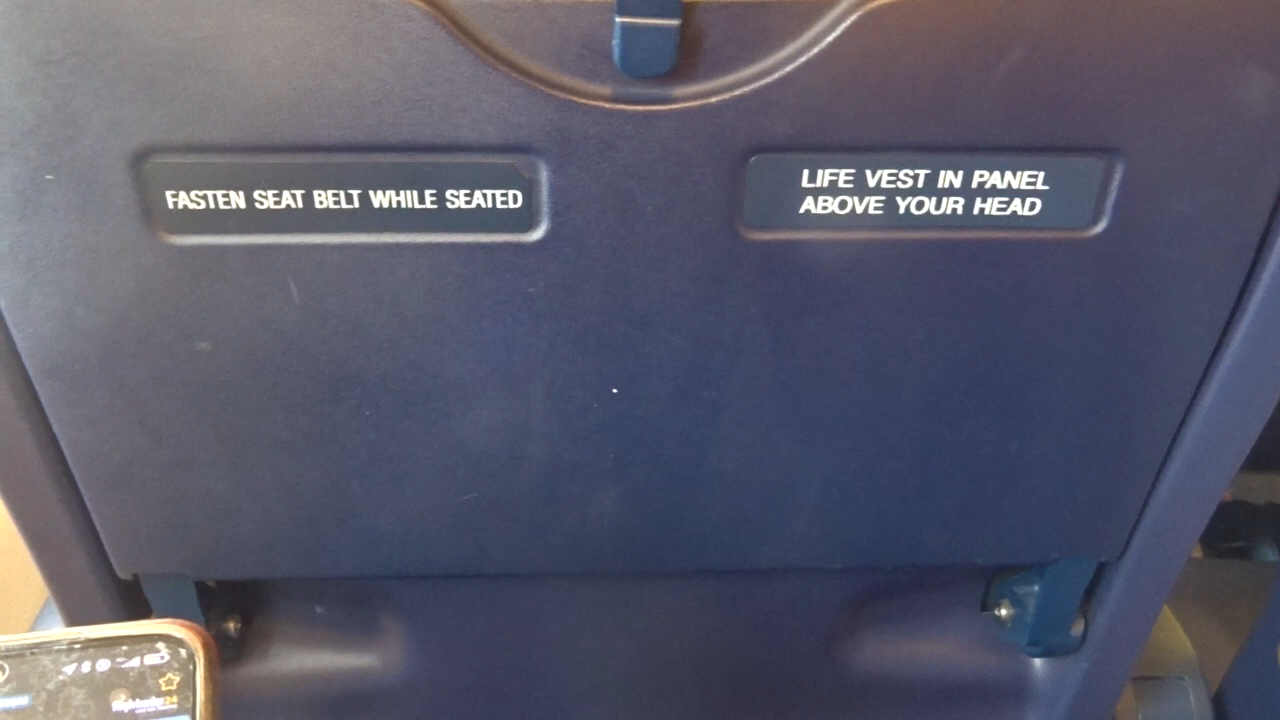 FASTEN SEAT BELT WHILE SEATED
LIFE VEST IN PANEL
ABOVE YOUR HEAD